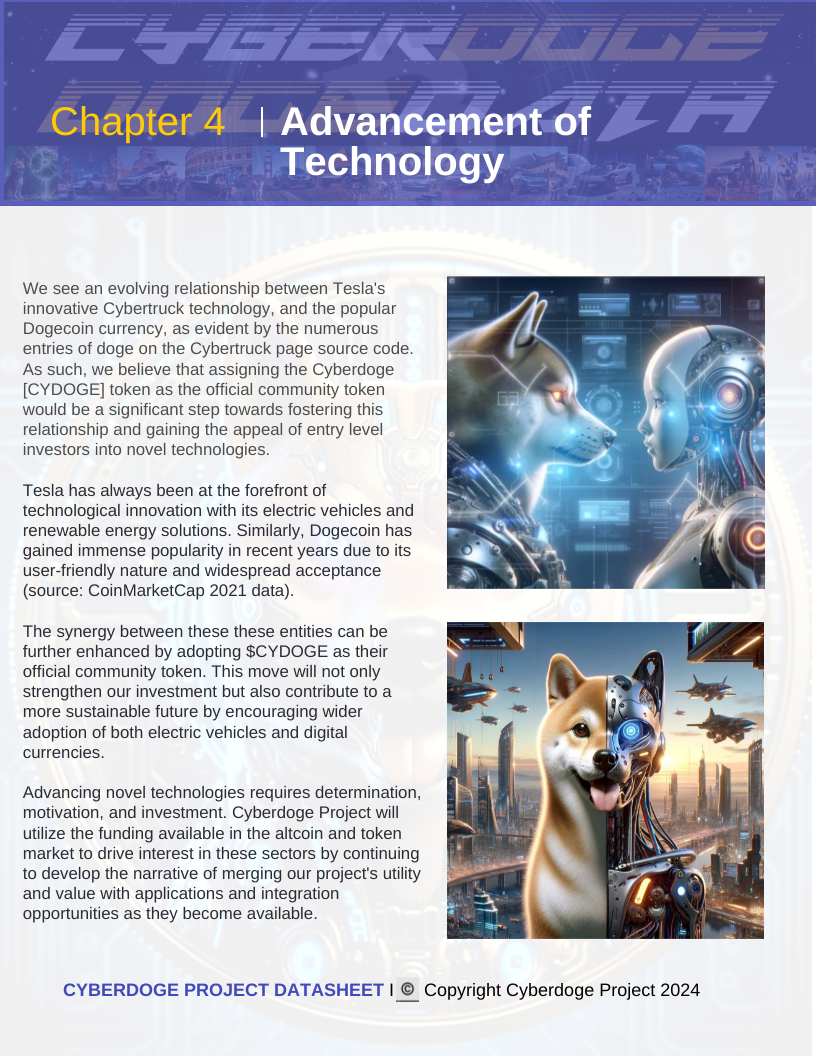 CYBERDOGE
DOGEDATA
Chapter 4 | Advancement of
Technology
We see an evolving relationship between Tesla's
innovative Cybertruck technology, and the popular
Dogecoin currency, as evident by the numerous
entries of doge on the Cybertruck page source code.
As such, we believe that assigning the Cyberdoge
[CYDOGE] token as the official community token
would be a significant step towards fostering this
relationship and gaining the appeal of entry level
investors into novel technologies.
Tesla has always been at the forefront of
technological innovation with its electric vehicles and
renewable energy solutions. Similarly, Dogecoin has
gained immense popularity in recent years due to its
user-friendly nature and widespread acceptance
(source: CoinMarketCap 2021 data).
The synergy between these these entities can be
further enhanced by adopting $CYDOGE as their
official community token. This move will not only
strengthen our investment but also contribute to a
more sustainable future by encouraging wider
adoption of both electric vehicles and digital
currencies.
Advancing novel technologies requires determination,
motivation, and investment. Cyberdoge Project will
utilize the funding available in the altcoin and token
market to drive interest in these sectors by continuing
to develop the narrative of merging our project's utility
and value with applications and integration
opportunities as they become available.
CYBERDOGE PROJECT DATASHEET I © Copyright Cyberdoge Project 2024